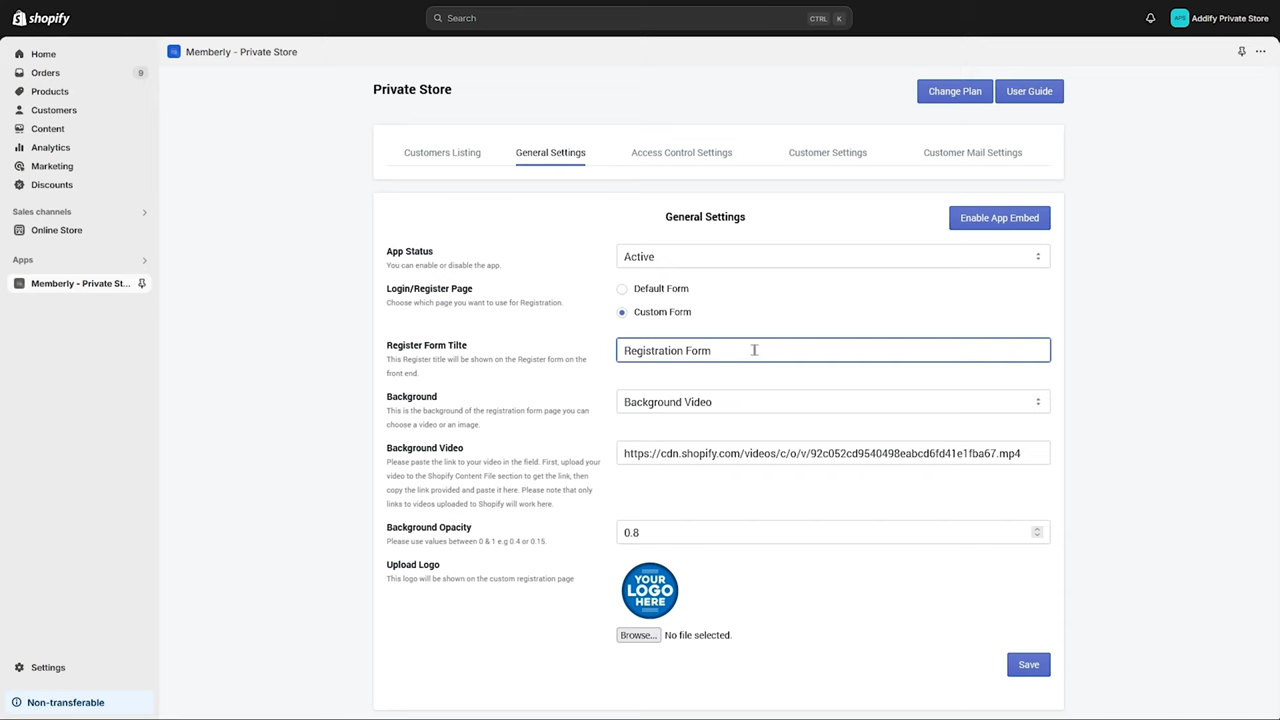 shopify
Search
CTRL K
APS
Addify Private Store
Home
Orders 9
Products
Customers
Content
Analytics
Marketing
Discounts
Sales channels
Online Store
Apps
Memberly - Private St...
Settings
Non-transferable
Memberly - Private Store
Private Store
Change Plan
User Guide
Customers Listing
General Settings
Access Control Settings
Customer Settings
Customer Mail Settings
General Settings
Enable App Embed
App Status
You can enable or disable the app.
Active
Login/Register Page
Choose which page you want to use for Registration.
Default Form
Custom Form
Register Form Tilte
This Register title will be shown on the Register form on the
front end.
Registration Form
Background
This is the background of the registration form page you can
choose a video or an image.
Background Video
Background Video
Please paste the link to your video in the field. First, upload your
video to the Shopify Content File section to get the link, then
copy the link provided and paste it here. Please note that only
links to videos uploaded to Shopify will work here.
https://cdn.shopify.com/videos/c/o/v/92c052cd9540498eabcd6fd41e1fba67.mp4
Background Opacity
Please use values between 0 & 1 e.g 0.4 or 0.15.
0.8
Upload Logo
This logo will be shown on the custom registration page
YOUR
LOGO
HERE
Browse... No file selected.
Save